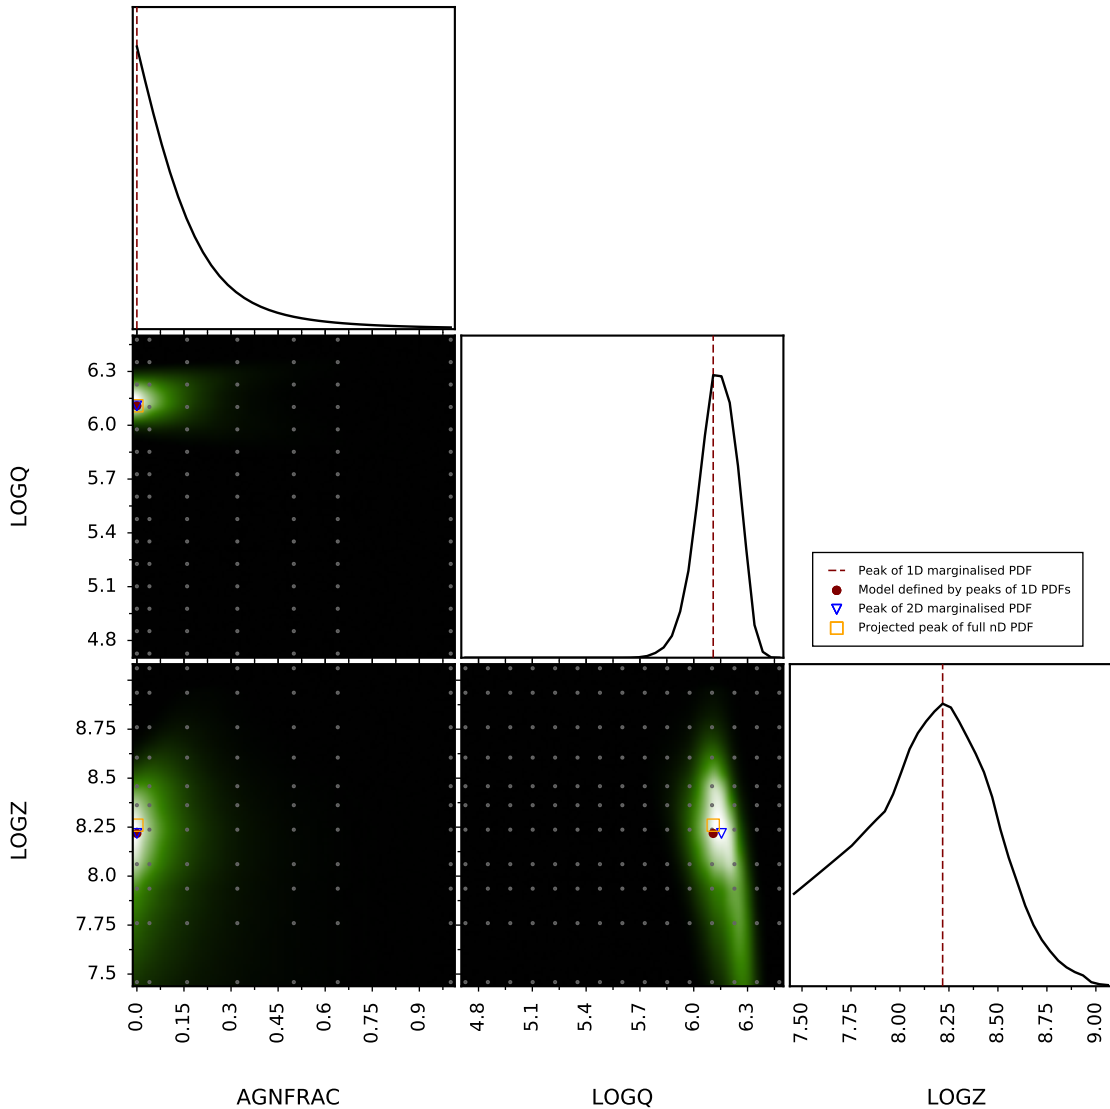 6.3
6.0
5.7
5.4
5.1
4.8
LOGQ
Peak of 1D marginalised PDF
Model defined by peaks of 1D PDFs
Peak of 2D marginalised PDF
Projected peak of full nD PDF
8.75
8.5
8.25
8.0
7.75
7.5
LOGZ
0.0 0.15 0.3 0.45 0.6 0.75 0.9
4.8 5.1 5.4 5.7 6.0 6.3
7.50 7.75 8.00 8.25 8.50 8.75 9.00
AGNFRAC LOGQ LOGZ